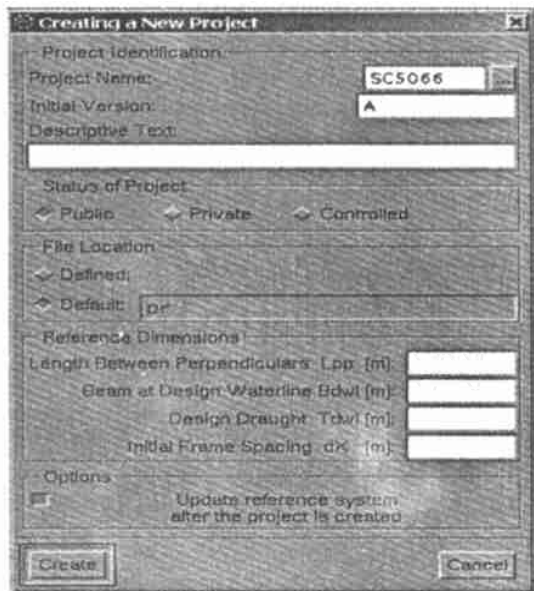 Creating a New Project
Project Identification
Project Name: SC5066 ...
Initial Version: A
Descriptive Text:
Status of Project
Public Private Controlled
File Location
Defined:
Default: pr
Reference Dimensions
Length Between Perpendiculars Lpp [m]:
Beam at Design Waterline Bdwl [m]:
Design Draught Tdwl [m]:
Initial Frame Spacing dX [m]:
Options
Update reference system
after the project is created
Create Cancel